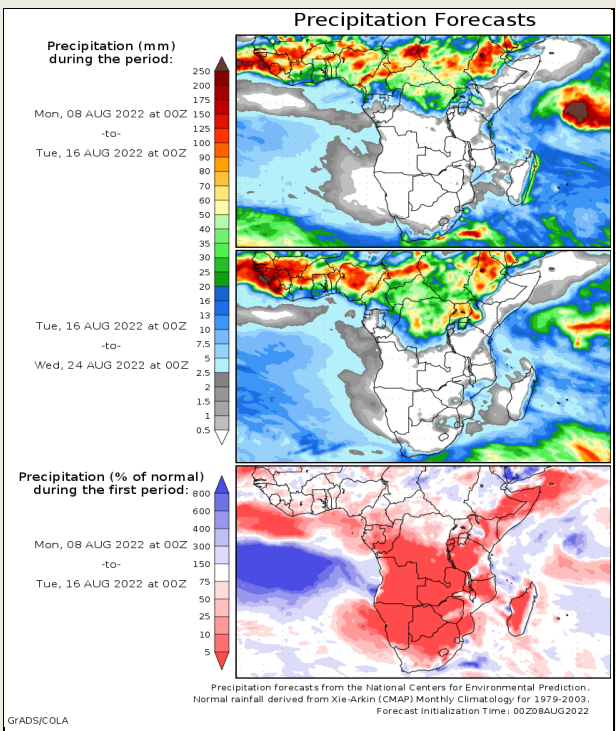 Precipitation Forecasts
Precipitation (mm)
during the period:
Mon, 08 AUG 2022 at 00Z
-to-
Tue, 16 AUG 2022 at 00Z
250
200
175
150
125
100
90
80
70
60
50
40
35
30
25
20
16
13
10
7.5
5
2.5
2
1.5
1
0.5
Tue, 16 AUG 2022 at 00Z
-to-
Wed, 24 AUG 2022 at 00Z
Precipitation (% of normal)
during the first period:
Mon, 08 AUG 2022 at 00Z
-to-
Tue, 16 AUG 2022 at 00Z
800
600
400
300
150
75
50
25
10
5
Precipitation forecasts from the National Centers for Environmental Prediction.
Normal rainfall derived from Xie-Arkin (CMAP) Monthly Climatology for 1979-2003.
Forecast Initialization Time: 00Z08AUG2022
GrADS/COLA